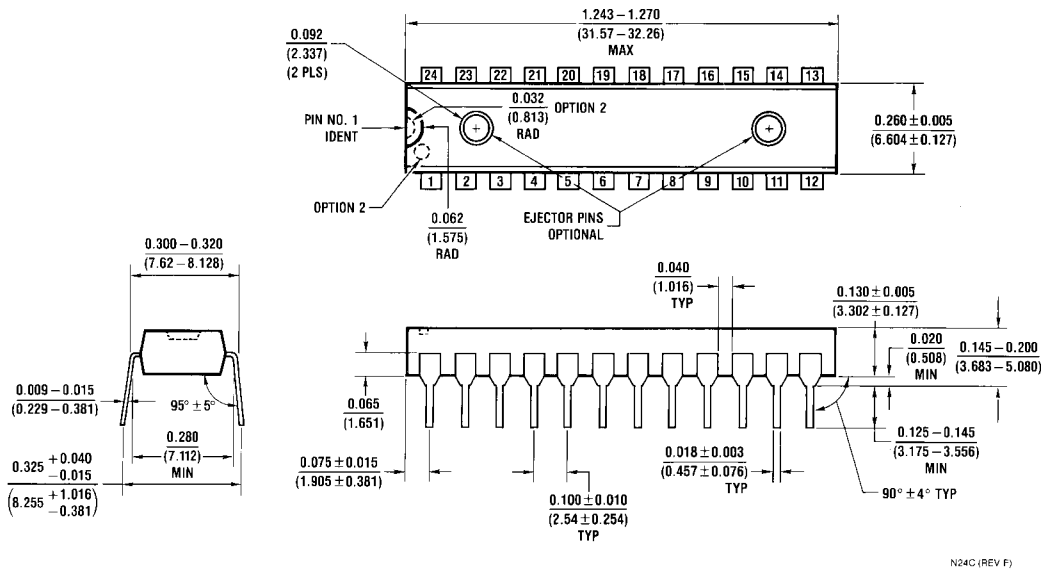 1.243 – 1.270
(31.57 – 32.26)
MAX
0.092
(2.337)
(2 PLS)
24 23 22 21 20 19 18 17 16 15 14 13
0.032
(0.813)
RAD
OPTION 2
PIN NO. 1
IDENT
0.260 ± 0.005
(6.604 ± 0.127)
1 2 3 4 5 6 7 8 9 10 11 12
OPTION 2
0.062
(1.575)
RAD
EJECTOR PINS
OPTIONAL
0.300 – 0.320
(7.62 – 8.128)
0.040
(1.016)
TYP
0.130 ± 0.005
(3.302 ± 0.127)
0.020
(0.508)
MIN
0.145 – 0.200
(3.683 – 5.080)
0.009 – 0.015
(0.229 – 0.381)
95° ± 5°
0.280
(7.112)
MIN
0.325 +0.040 −0.015
(8.255 +1.016 −0.381)
0.065
(1.651)
0.075 ± 0.015
(1.905 ± 0.381)
0.100 ± 0.010
(2.54 ± 0.254)
TYP
0.018 ± 0.003
(0.457 ± 0.076)
TYP
0.125 – 0.145
(3.175 – 3.556)
MIN
90° ± 4° TYP
N24C (REV F)